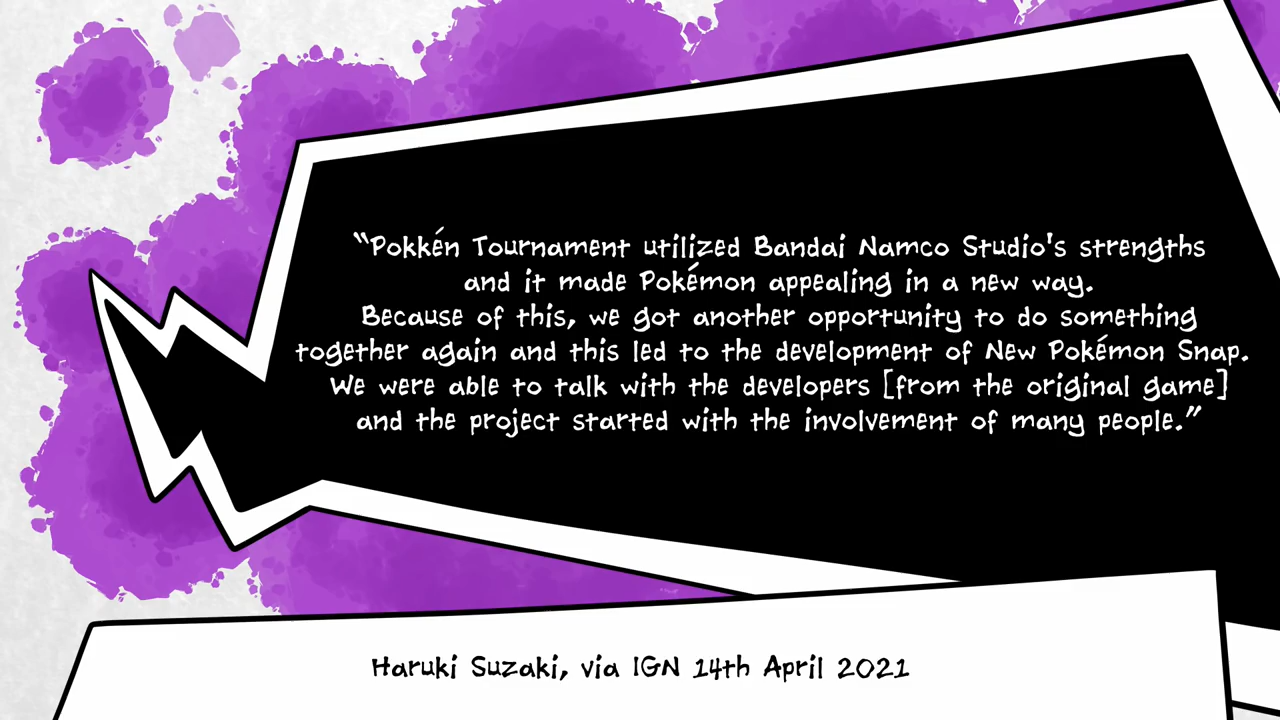 “Pokkén Tournament utilized Bandai Namco Studio's strengths
and it made Pokémon appealing in a new way.
Because of this, we got another opportunity to do something
together again and this led to the development of New Pokémon Snap.
We were able to talk with the developers [from the original game]
and the project started with the involvement of many people.”
Haruki Suzaki, via IGN 14th April 2021